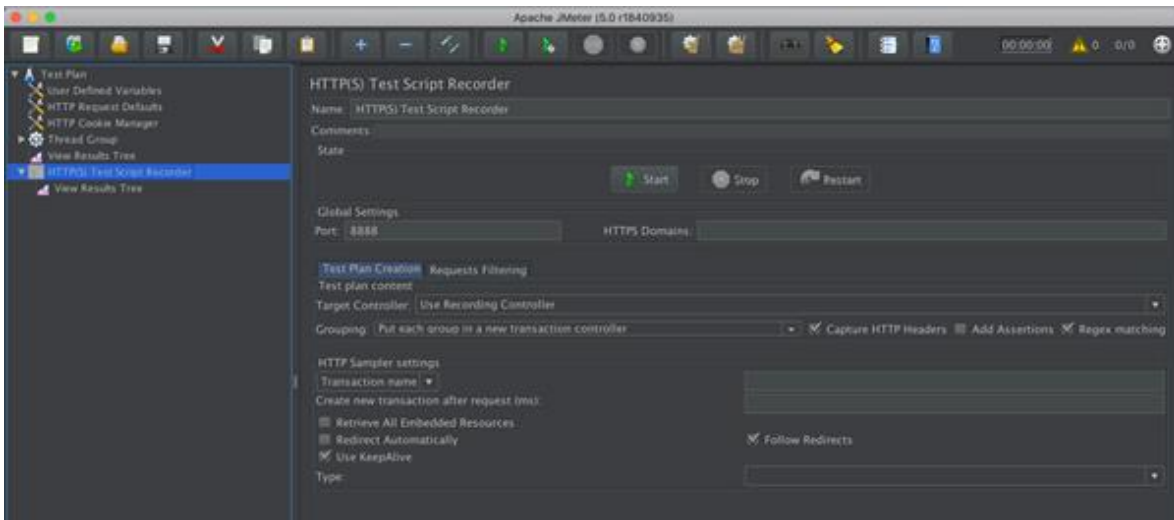 Apache JMeter (5.0 r1840935)
00:00:00 0 0/0
Test Plan
User Defined Variables
HTTP Request Defaults
HTTP Cookie Manager
Thread Group
View Results Tree
HTTP(S) Test Script Recorder
View Results Tree
HTTP(S) Test Script Recorder
Name: HTTP(S) Test Script Recorder
Comments:
State
Start Stop Restart
Global Settings
Port: 8888 HTTPS Domains:
Test Plan Creation Requests Filtering
Test plan content
Target Controller: Use Recording Controller
Grouping: Put each group in a new transaction controller Capture HTTP Headers Add Assertions Regex matching
HTTP Sampler settings
Transaction name
Create new transaction after request (ms):
Retrieve All Embedded Resources
Redirect Automatically Follow Redirects
Use KeepAlive
Type: